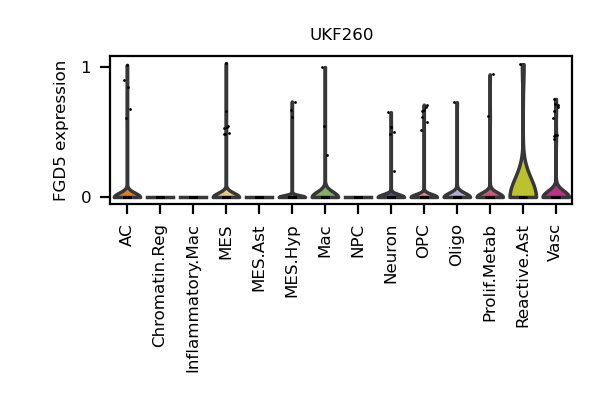 UKF260
FGD5 expression
1
0
AC
Chromatin.Reg
Inflammatory.Mac
MES
MES.Ast
MES.Hyp
Mac
NPC
Neuron
OPC
Oligo
Prolif.Metab
Reactive.Ast
Vasc